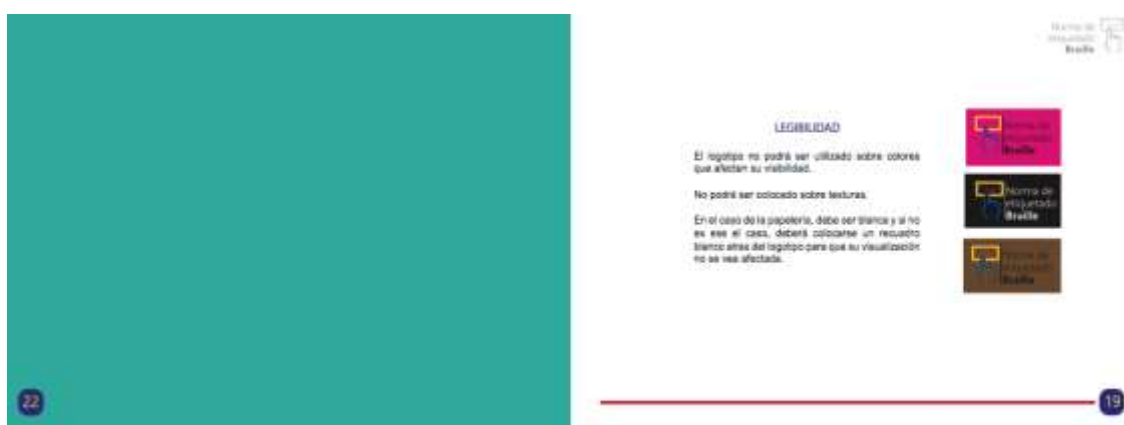 22
Norma de
etiquetado
Braille
LEGIBILIDAD
El logotipo no podrá ser utilizado sobre colores
que afectan su visibilidad.
No podrá ser colocado sobre texturas.
En el caso de la papelería, debe ser blanca y si no
es ese el caso, deberá colocarse un recuadro
blanco atras del logotipo para que su visualización
no se vea afectada.
Norma de
etiquetado
Braille
Norma de
etiquetado
Braille
Norma de
etiquetado
Braille
19